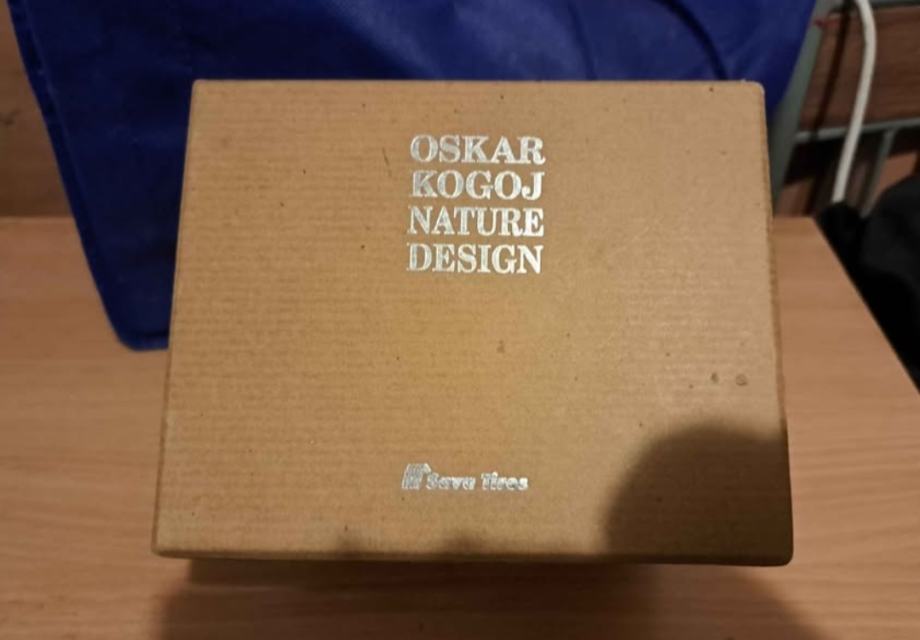 OSKAR
KOGOJ
NATURE
DESIGN
Sava Tires